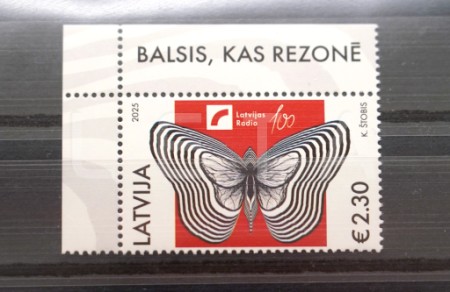 BALSIS, KAS REZONĒ
2025
LATVIJA
Latvijas
Radio
100
K. ŠTOBIS
€ 2.30